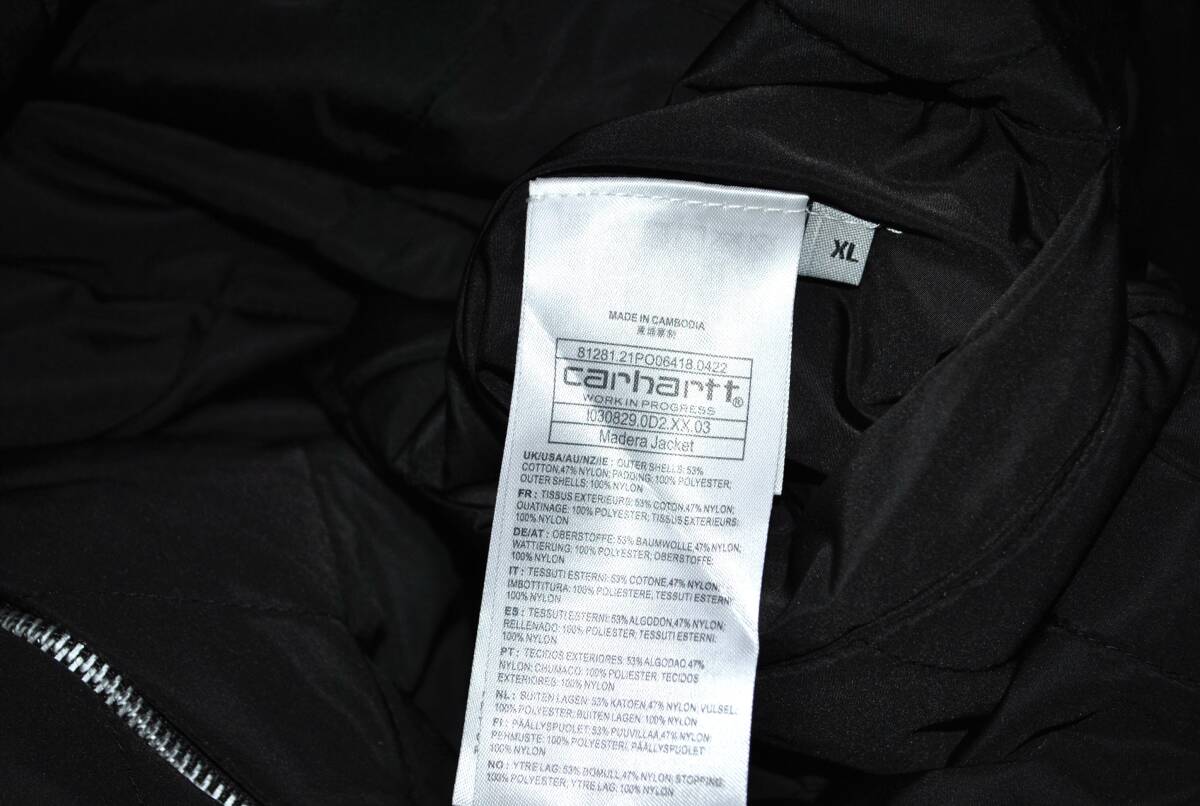 XL
MADE IN CAMBODIA
柬埔寨制
81281.21PO06418.0422
carhartt®
WORK IN PROGRESS
I030829.0D2.XX.03
Madera Jacket
UK/USA/AU/NZ/IE : OUTER SHELLS: 53%
COTTON,47% NYLON; PADDING: 100% POLYESTER;
OUTER SHELLS: 100% NYLON
FR : TISSUS EXTERIEURS: 53% COTON,47% NYLON;
OUATINAGE: 100% POLYESTER; TISSUS EXTERIEURS:
100% NYLON
DE/AT : OBERSTOFFE: 53% BAUMWOLLE,47% NYLON;
WATTIERUNG: 100% POLYESTER; OBERSTOFFE:
100% NYLON
IT : TESSUTI ESTERNI: 53% COTONE,47% NYLON;
IMBOTTITURA: 100% POLIESTERE, TESSUTI ESTERNI:
100% NYLON
ES : TESSUTI ESTERNI: 53% ALGODON,47% NYLON;
RELLENADO: 100% POLIESTER; TESSUTI ESTERNI:
100% NYLON
PT : TECIDOS EXTERIORES: 53% ALGODAO,47%
NYLON; CHUMACO: 100% POLIESTER; TECIDOS
EXTERIORES: 100% NYLON
NL : BUITEN LAGEN: 53% KATOEN,47% NYLON; VULSEL:
100% POLYESTER; BUITEN LAGEN: 100% NYLON
FI : PÄÄLLYSPUOLET: 53% PUUVILLAA,47% NYLON;
PEHMUSTE: 100% POLYESTERI; PÄÄLLYSPUOLET
100% NYLON
NO : YTRE LAG: 53% BOMULL,47% NYLON; STOPPING:
100% POLYESTER; YTRE LAG: 100% NYLON